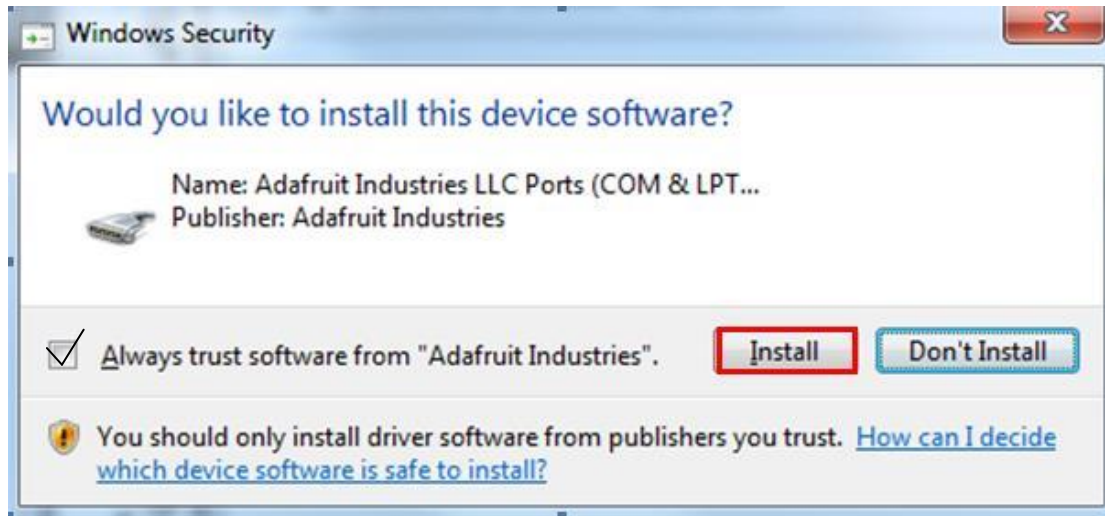 Windows Security
Would you like to install this device software?
Name: Adafruit Industries LLC Ports (COM & LPT...
Publisher: Adafruit Industries
Always trust software from "Adafruit Industries".
Install
Don't Install
You should only install driver software from publishers you trust. How can I decide
which device software is safe to install?